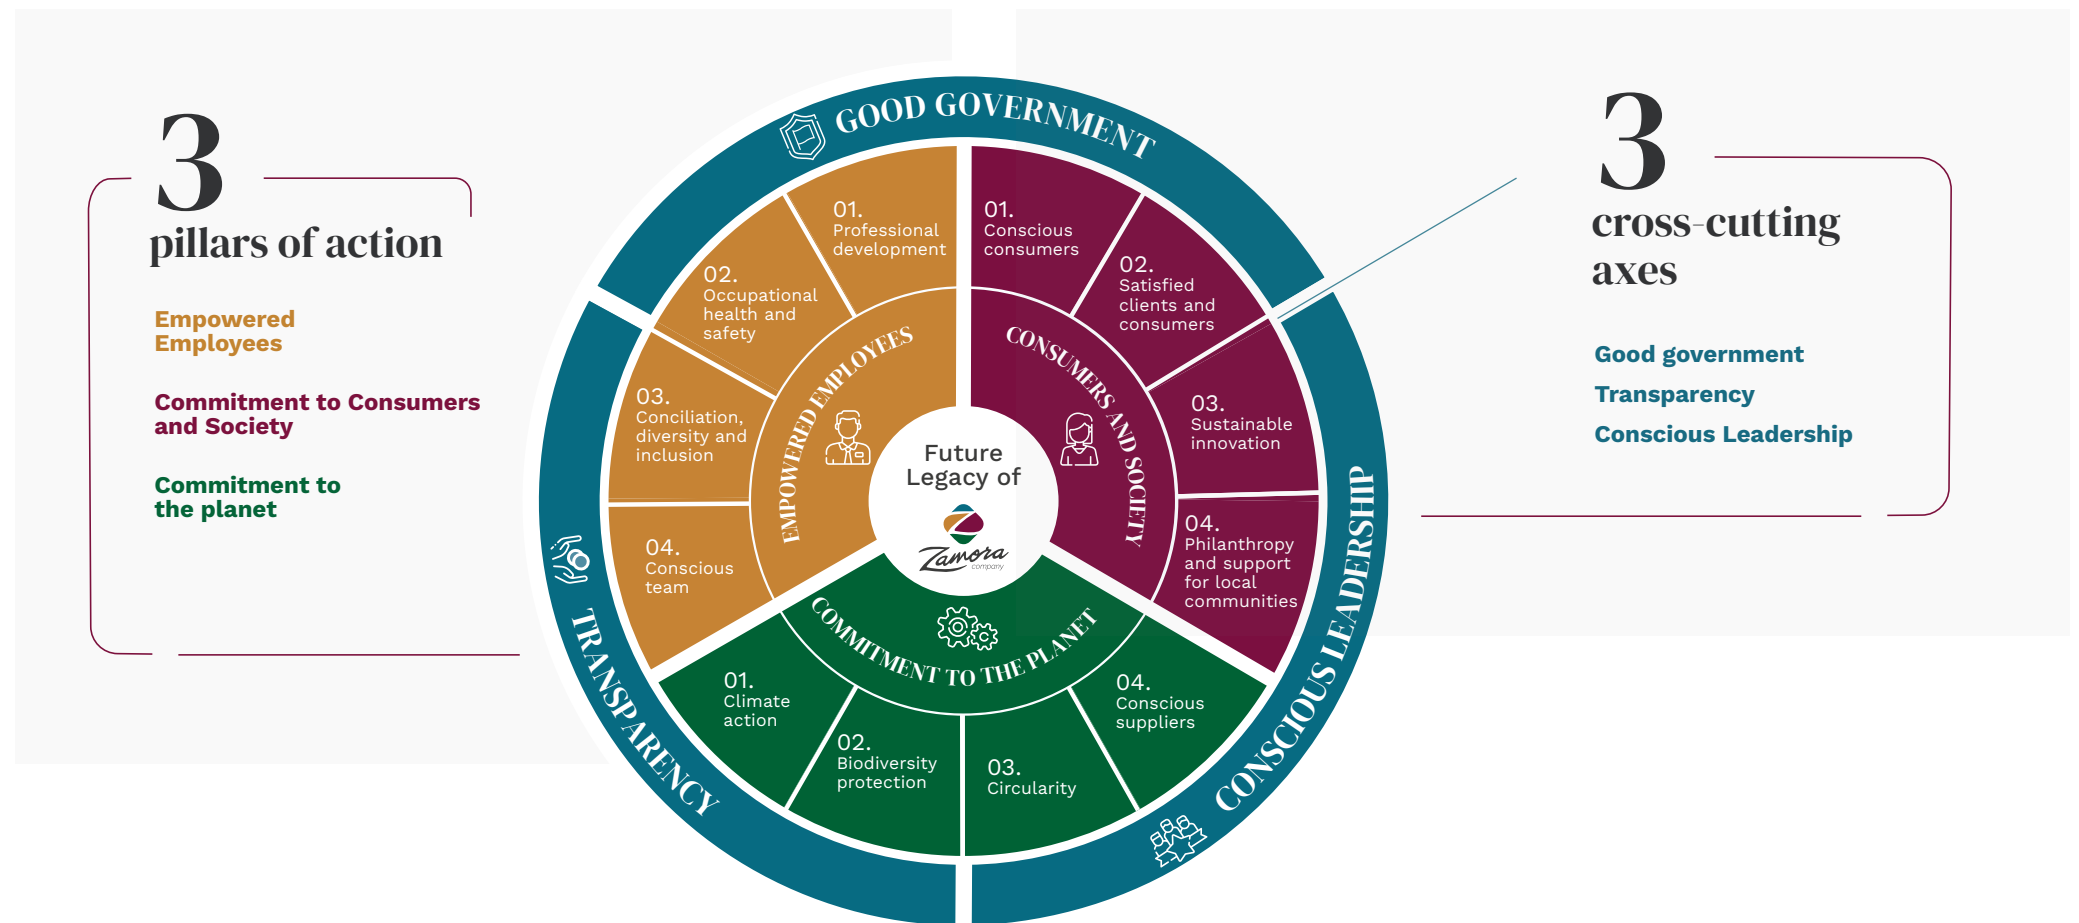 3
pillars of action
Empowered
Employees
Commitment to Consumers
and Society
Commitment to
the planet
GOOD GOVERNMENT
01.
Professional
development
02.
Occupational
health and
safety
03.
Conciliation,
diversity and
inclusion
04.
Conscious
team
EMPOWERED EMPLOYEES
01.
Conscious
consumers
02.
Satisfied
clients and
consumers
03.
Sustainable
innovation
04.
Philanthropy
and support
for local
communities
CONSUMERS AND SOCIETY
Future
Legacy of
Zamora
company
COMMITMENT TO THE PLANET
01.
Climate
action
02.
Biodiversity
protection
03.
Circularity
04.
Conscious
suppliers
TRANSPARENCY
CONSCIOUS LEADERSHIP
3
cross-cutting
axes
Good government
Transparency
Conscious Leadership